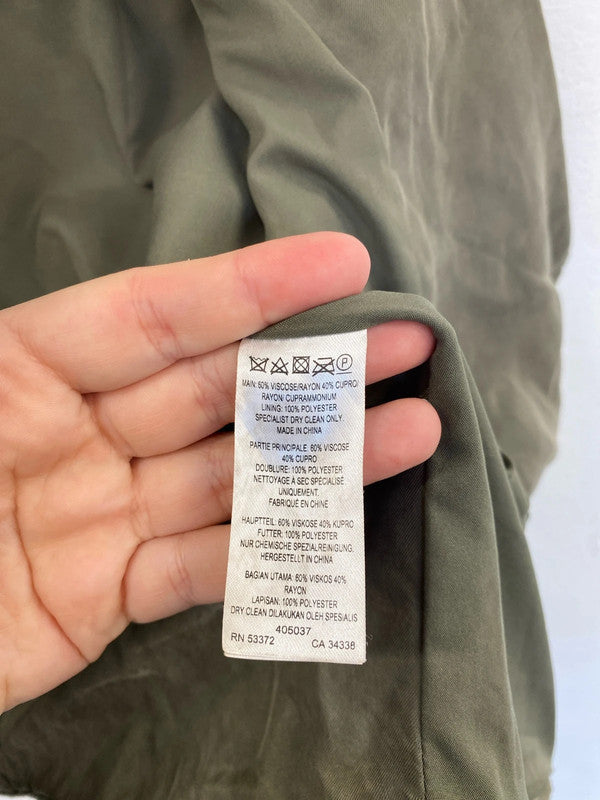 P
MAIN: 60% VISCOSE/RAYON 40% CUPRO/
RAYON/ CUPRAMMONIUM
LINING: 100% POLYESTER
SPECIALIST DRY CLEAN ONLY.
MADE IN CHINA
PARTIE PRINCIPALE: 60% VISCOSE
40% CUPRO
DOUBLURE: 100% POLYESTER
NETTOYAGE A SEC SPÉCIALISÉ
UNIQUEMENT.
FABRIQUÉ EN CHINE
HAUPTTEIL: 60% VISKOSE 40% KUPRO
FUTTER: 100% POLYESTER
NUR CHEMISCHE SPEZIALREINIGUNG.
HERGESTELLT IN CHINA
BAGIAN UTAMA: 60% VISKOS 40%
RAYON
LAPISAN: 100% POLYESTER
DRY CLEAN DILAKUKAN OLEH SPESIALIS
405037
RN 53372 CA 34338